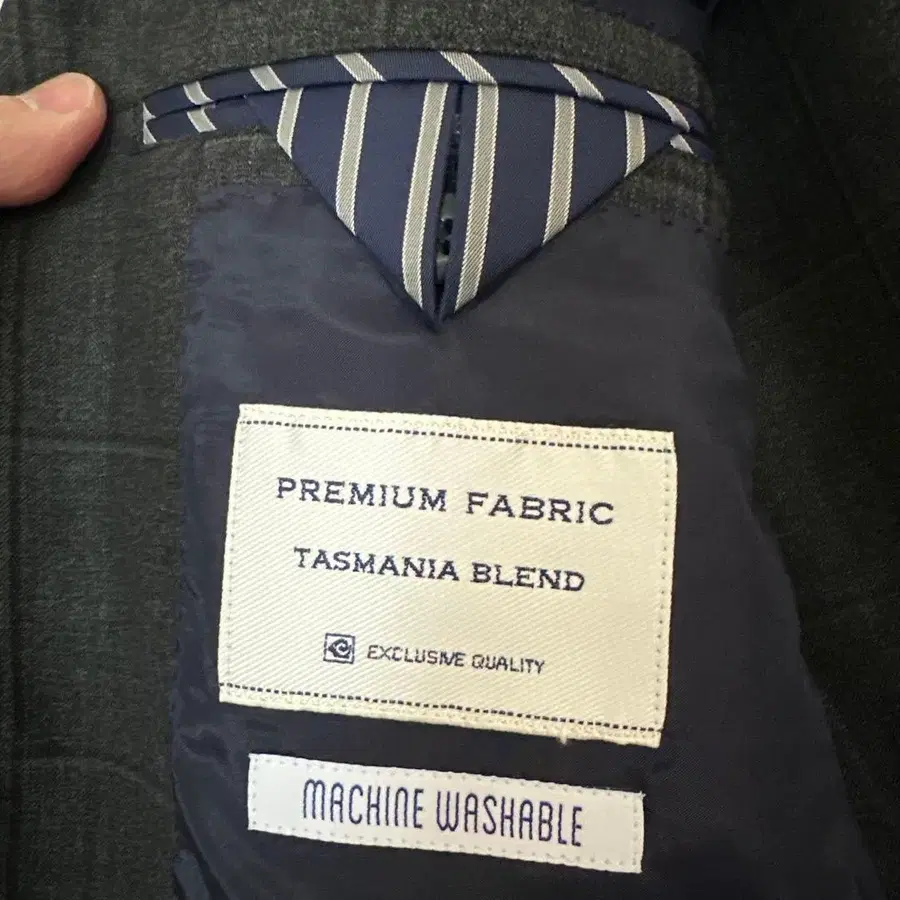 PREMIUM FABRIC
TASMANIA BLEND
EXCLUSIVE QUALITY
MACHINE WASHABLE